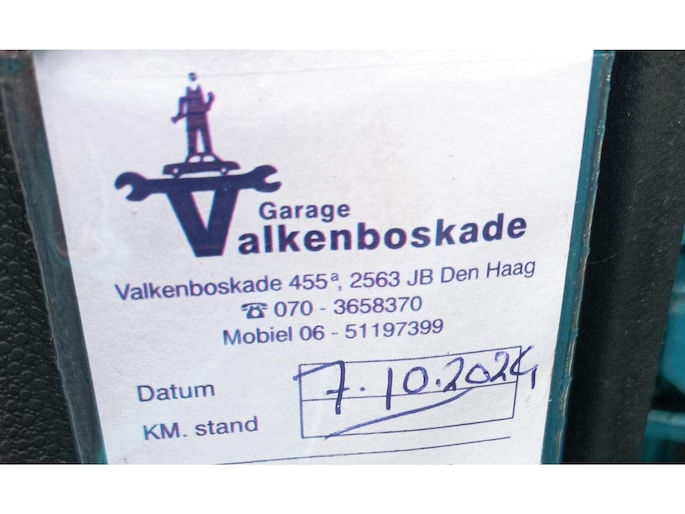 Garage
Valkenboskade
Valkenboskade 455a, 2563 JB Den Haag
☎ 070 - 3658370
Mobiel 06 - 51197399
Datum 7.10.2024
KM. stand